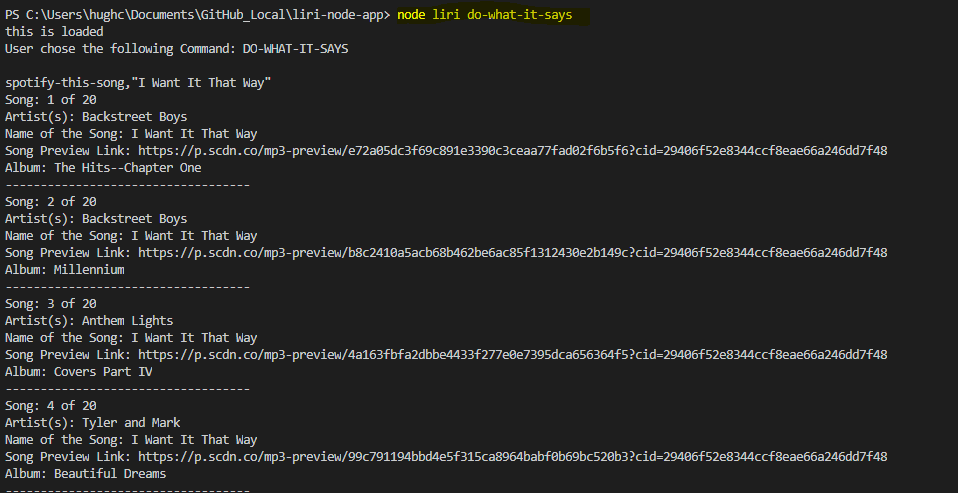 PS C:\Users\hughc\Documents\GitHub_Local\liri-node-app> node liri do-what-it-says
this is loaded
User chose the following Command: DO-WHAT-IT-SAYS
spotify-this-song,"I Want It That Way"
Song: 1 of 20
Artist(s): Backstreet Boys
Name of the Song: I Want It That Way
Song Preview Link: https://p.scdn.co/mp3-preview/e72a05dc3f69c891e3390c3ceaa77fad02f6b5f6?cid=29406f52e8344ccf8eae66a246dd7f48
Album: The Hits--Chapter One
-----------------------------------
Song: 2 of 20
Artist(s): Backstreet Boys
Name of the Song: I Want It That Way
Song Preview Link: https://p.scdn.co/mp3-preview/b8c2410a5acb68b462be6ac85f1312430e2b149c?cid=29406f52e8344ccf8eae66a246dd7f48
Album: Millennium
-----------------------------------
Song: 3 of 20
Artist(s): Anthem Lights
Name of the Song: I Want It That Way
Song Preview Link: https://p.scdn.co/mp3-preview/4a163fbfa2dbbe4433f277e0e7395dca656364f5?cid=29406f52e8344ccf8eae66a246dd7f48
Album: Covers Part IV
-----------------------------------
Song: 4 of 20
Artist(s): Tyler and Mark
Name of the Song: I Want It That Way
Song Preview Link: https://p.scdn.co/mp3-preview/99c791194bbd4e5f315ca8964babf0b69bc520b3?cid=29406f52e8344ccf8eae66a246dd7f48
Album: Beautiful Dreams
-----------------------------------